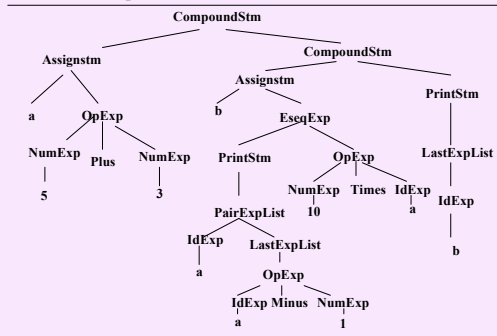 CompoundStm
CompoundStm
Assignstm
Assignstm
PrintStm
a
OpExp
b
EseqExp
NumExp
Plus
NumExp
PrintStm
OpExp
LastExpList
5
3
NumExp
Times
IdExp
IdExp
10
a
PairExpList
IdExp
LastExpList
b
a
OpExp
IdExp Minus NumExp
a
1